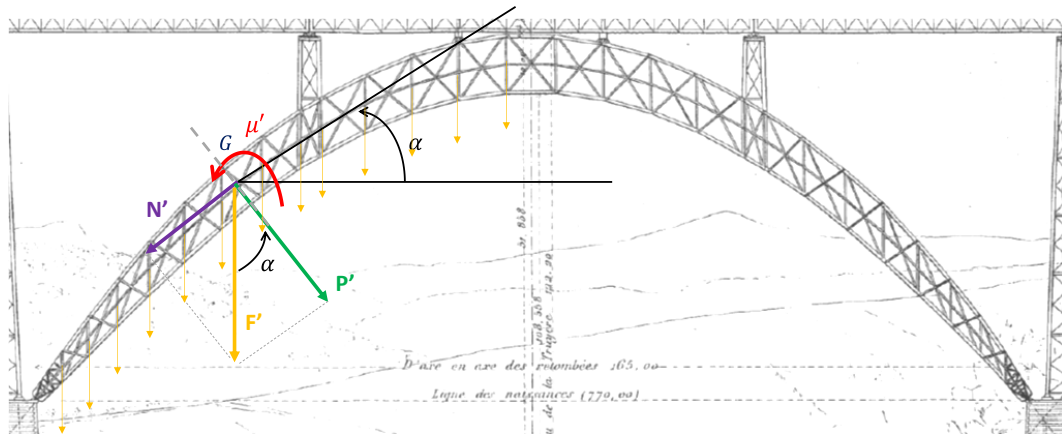 μ'
G
α
N'
α
P'
F'
D'axe en axe des retombées 165,00
Ligne des naissances (779,00)